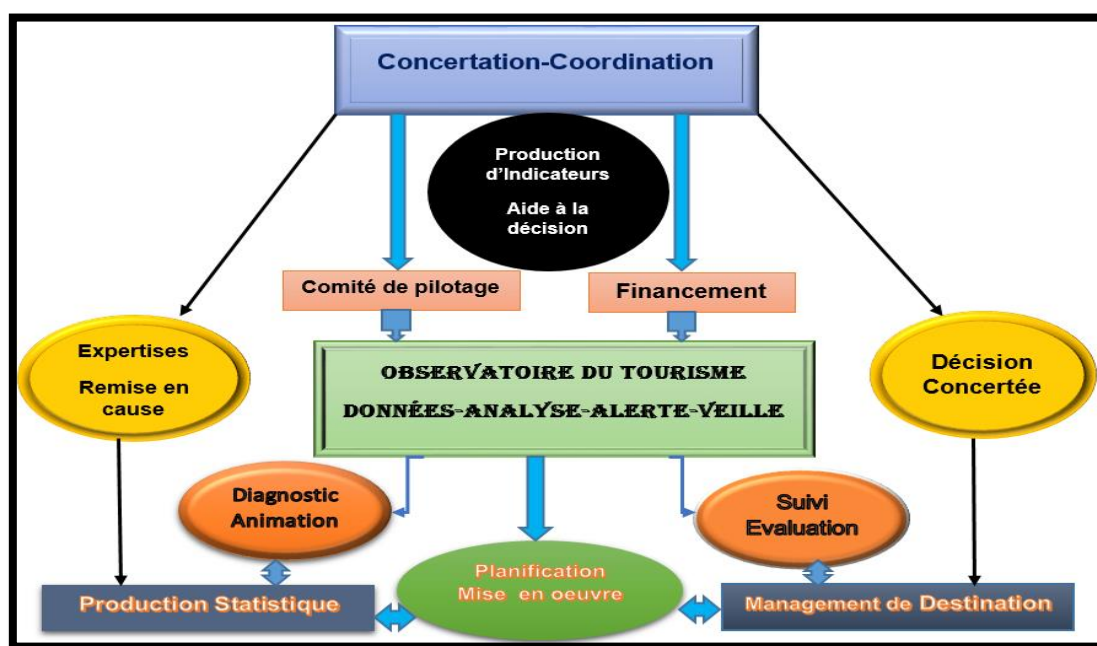 Concertation-Coordination
Production
d'Indicateurs
Aide à la
décision
Comité de pilotage
Financement
Expertises
Remise en
cause
OBSERVATOIRE DU TOURISME
DONNÉES-ANALYSE-ALERTE-VEILLE
Décision
Concertée
Diagnostic
Animation
Suivi
Evaluation
Planification
Mise en oeuvre
Production Statistique
Management de Destination